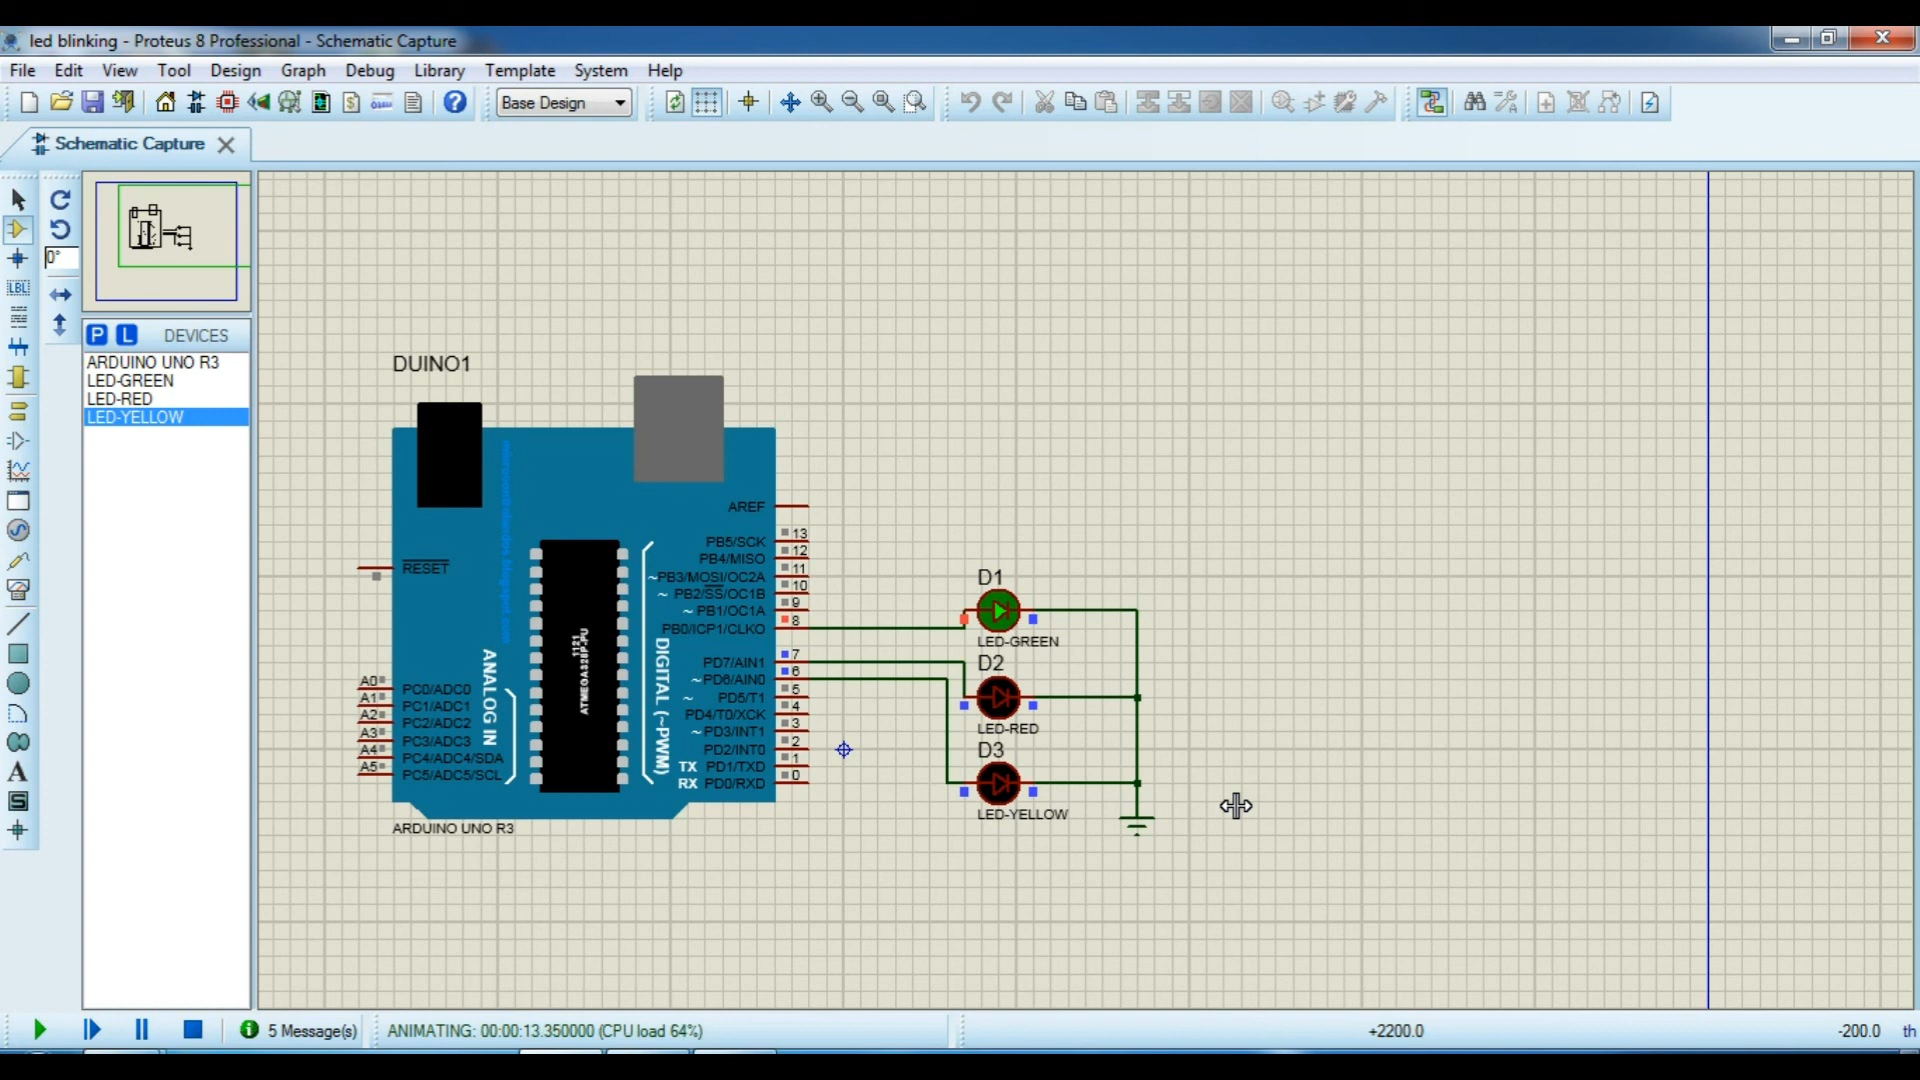 led blinking - Proteus 8 Professional - Schematic Capture
File Edit View Tool Design Graph Debug Library Template System Help
Base Design
Schematic Capture
LBL
0°
P L DEVICES
ARDUINO UNO R3
LED-GREEN
LED-RED
LED-YELLOW
A
S
DUINO1
AREF
RESET
PB5/SCK 13
PB4/MISO 12
~PB3/MOSI/OC2A 11
~ PB2/SS/OC1B 10
~ PB1/OC1A 9
PB0/ICP1/CLKO 8
PD7/AIN1 7
~PD6/AIN0 6
~ PD5/T1 5
PD4/T0/XCK 4
~PD3/INT1 3
PD2/INT0 2
TX PD1/TXD 1
RX PD0/RXD 0
A0 PC0/ADC0
A1 PC1/ADC1
A2 PC2/ADC2
A3 PC3/ADC3
A4 PC4/ADC4/SDA
A5 PC5/ADC5/SCL
ANALOG IN
ATMEGA328P-PU
1121
DIGITAL (~PWM)
ARDUINO UNO R3
D1
LED-GREEN
D2
LED-RED
D3
LED-YELLOW
5 Message(s) ANIMATING: 00:00:13.350000 (CPU load 64%) +2200.0 -200.0 th